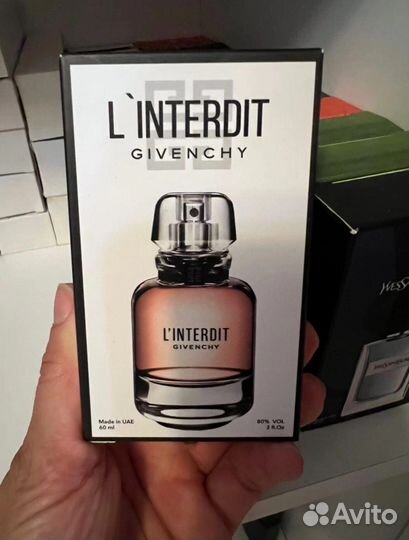 L`INTERDIT
GIVENCHY
L'INTERDIT
GIVENCHY
Made in UAE
60 ml
80% VOL
2 fl.Oz
Avito